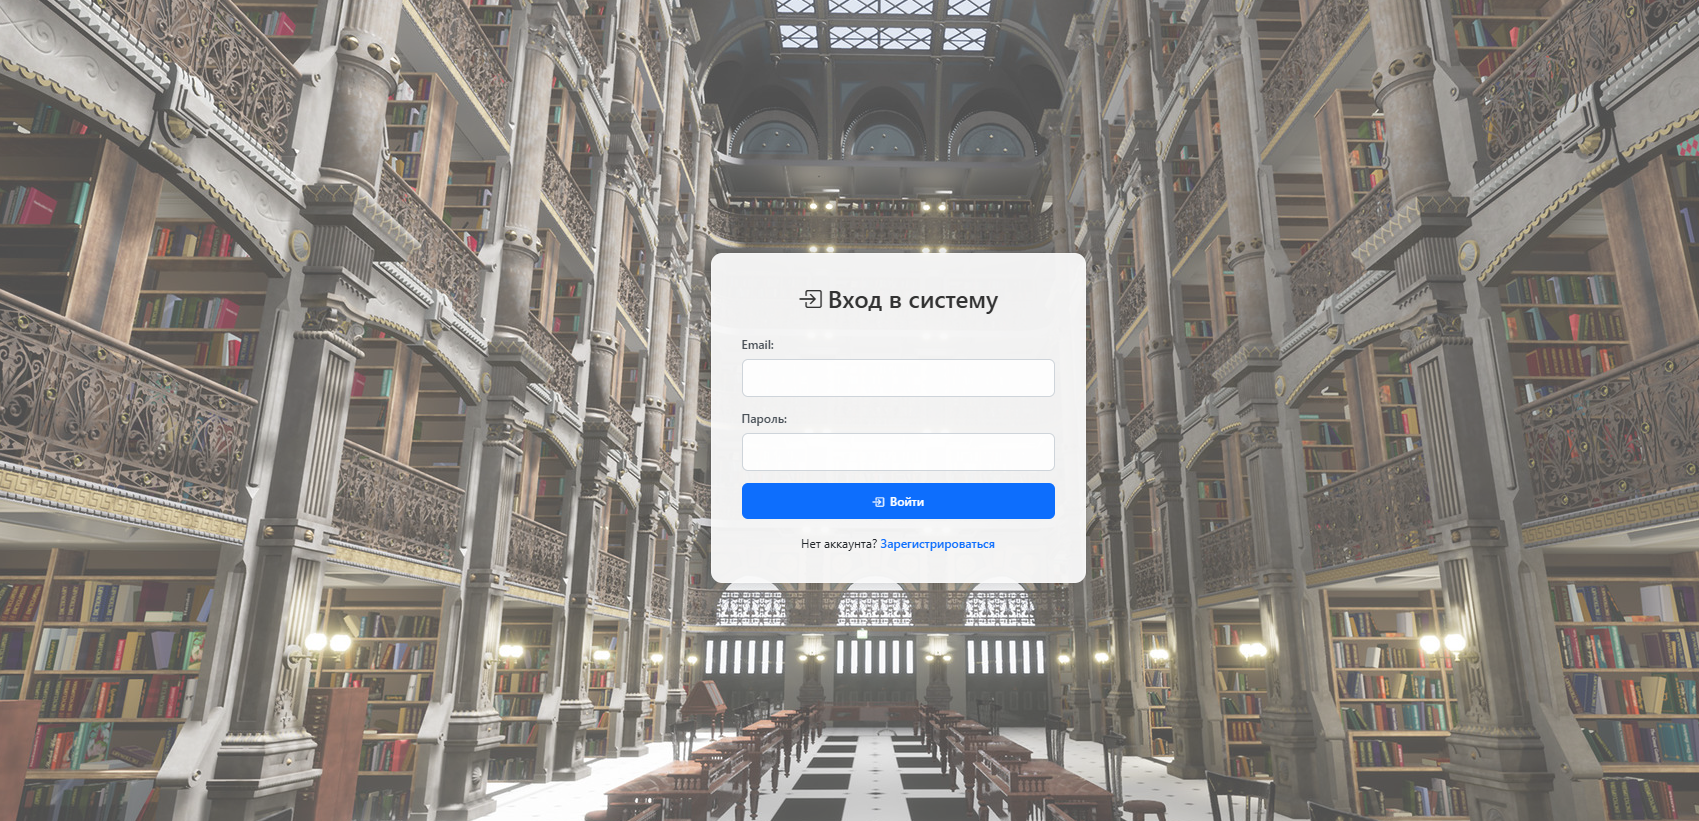 Вход в систему
Email:
Пароль:
Войти
Нет аккаунта? Зарегистрироваться